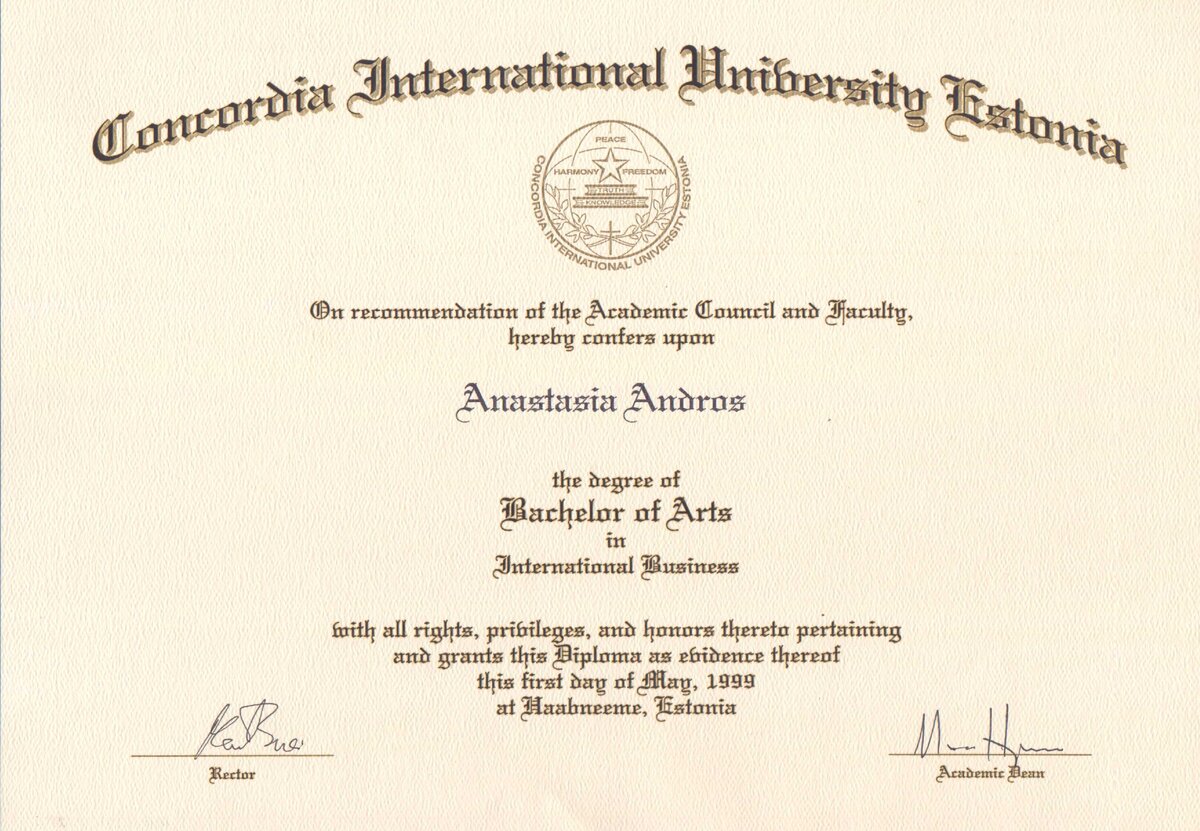 Concordia International University Estonia
PEACE
HARMONY FREEDOM
TRUTH
KNOWLEDGE
CONCORDIA INTERNATIONAL UNIVERSITY ESTONIA
On recommendation of the Academic Council and Faculty,
hereby confers upon
Anastasia Andros
the degree of
Bachelor of Arts
in
International Business
with all rights, privileges, and honors thereto pertaining
and grants this Diploma as evidence thereof
this first day of May, 1999
at Haabneeme, Estonia
Rector
Academic Dean